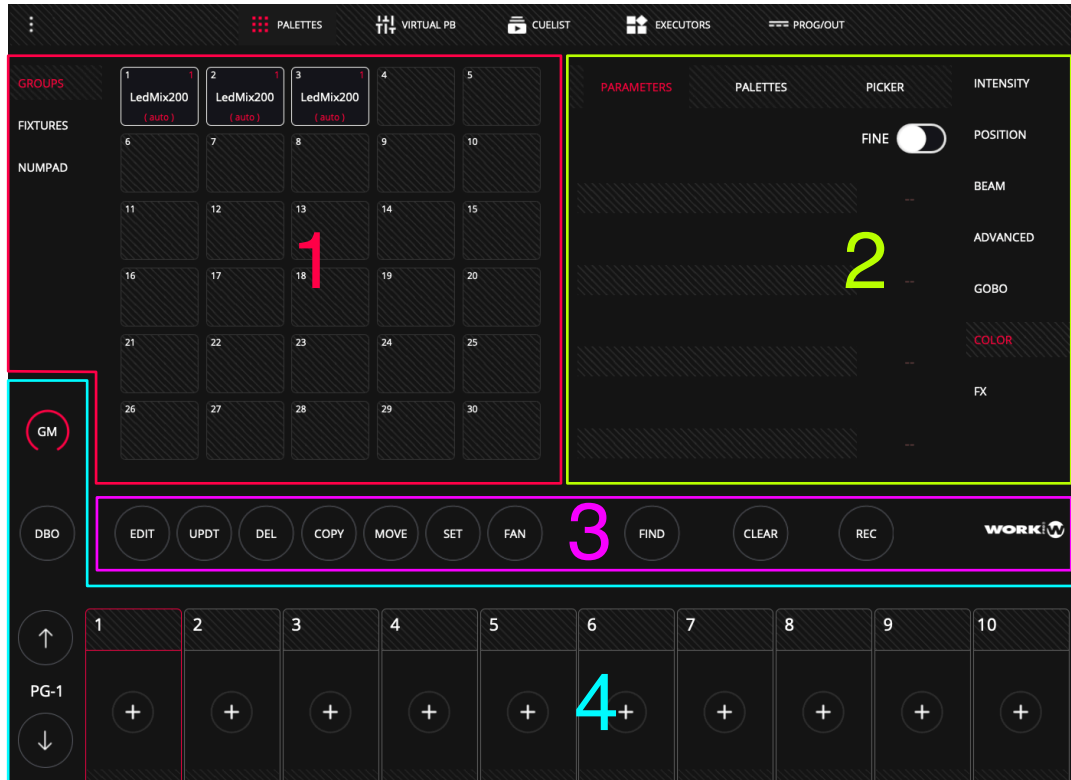 PALETTES VIRTUAL PB CUELIST EXECUTORS PROG/OUT
GROUPS
FIXTURES
NUMPAD
1 1 2 1 3 1 4 5
LedMix200 LedMix200 LedMix200
( auto ) ( auto ) ( auto )
6 7 8 9 10
11 12 13 14 15
16 17 18 19 20
21 22 23 24 25
26 27 28 29 30
1
PARAMETERS PALETTES PICKER
FINE
--
--
--
--
2
INTENSITY
POSITION
BEAM
ADVANCED
GOBO
COLOR
FX
GM
DBO
EDIT UPDT DEL COPY MOVE SET FAN 3 FIND CLEAR REC WORK W
PG-1
1 2 3 4 5 6 7 8 9 10
+ + + + + + + + + +
4